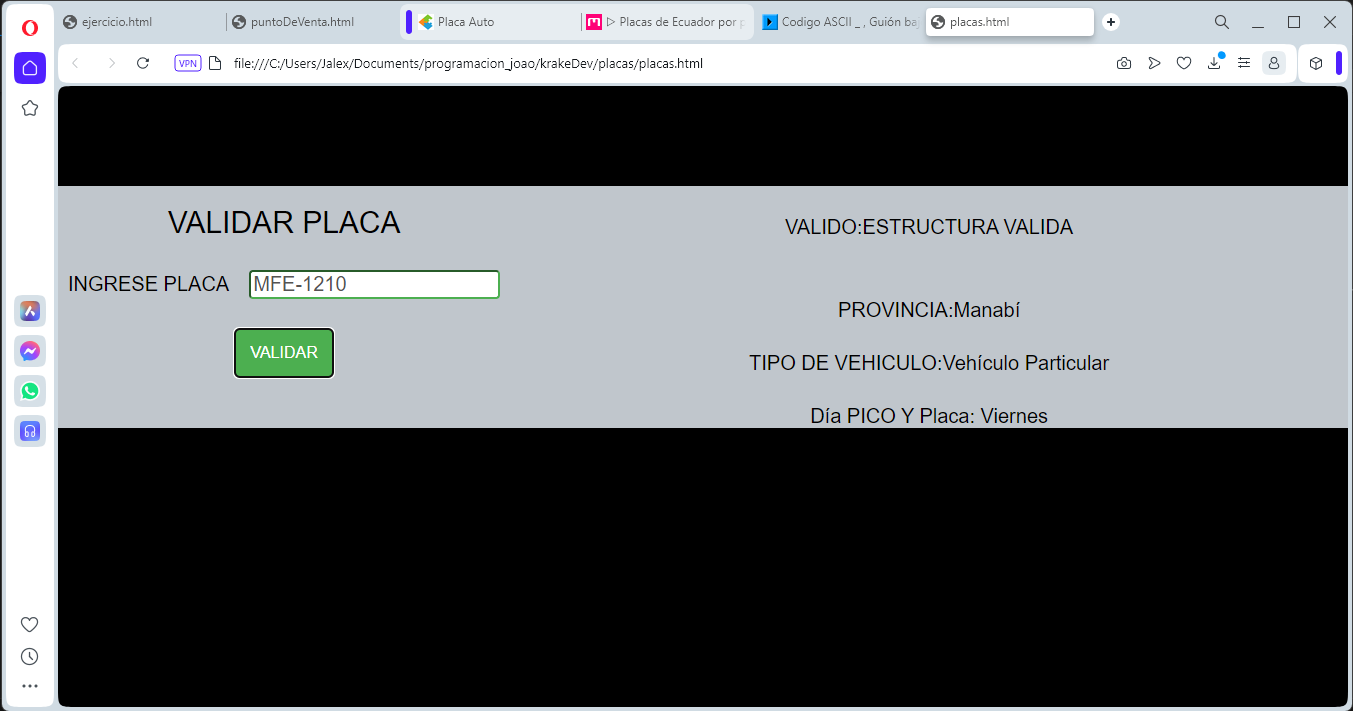 ejercicio.html
puntoDeVenta.html
Placa Auto
▷ Placas de Ecuador por p
Codigo ASCII _ , Guión baj
placas.html
VPN
file:///C:/Users/Jalex/Documents/programacion_joao/krakeDev/placas/placas.html
VALIDAR PLACA
INGRESE PLACA
MFE-1210
VALIDAR
VALIDO:ESTRUCTURA VALIDA
PROVINCIA:Manabí
TIPO DE VEHICULO:Vehículo Particular
Día PICO Y Placa: Viernes